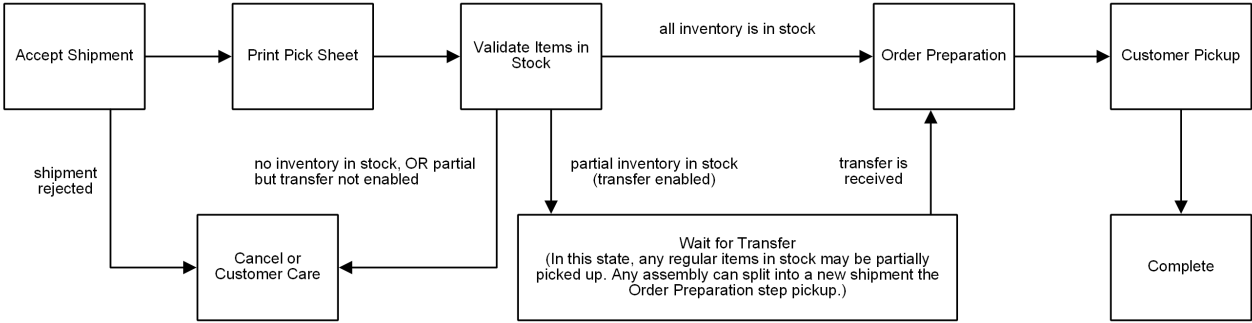 all inventory is in stock
Accept Shipment
Print Pick Sheet
Validate Items in
Stock
Order Preparation
Customer Pickup
shipment
rejected
no inventory in stock, OR partial
but transfer not enabled
partial inventory in stock
(transfer enabled)
transfer is
received
Cancel or
Customer Care
Wait for Transfer
(In this state, any regular items in stock may be partially
picked up. Any assembly can split into a new shipment the
Order Preparation step pickup.)
Complete